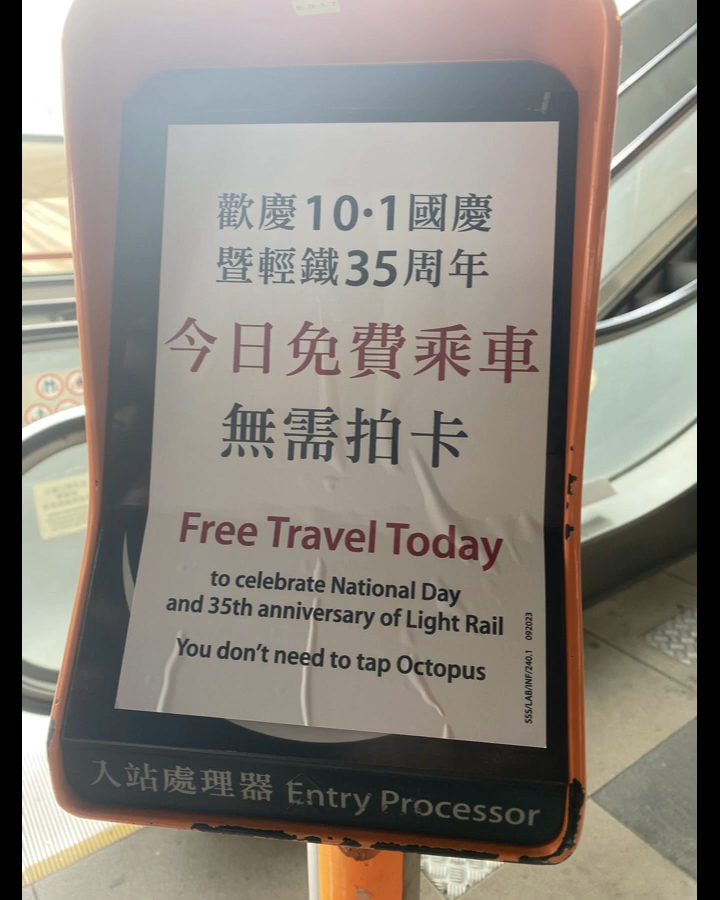 歡慶10·1國慶
暨輕鐵35周年
今日免費乘車
無需拍卡
Free Travel Today
to celebrate National Day
and 35th anniversary of Light Rail
You don't need to tap Octopus
SSS/LAB/INF/240.1 092023
入站處理器 Entry Processor